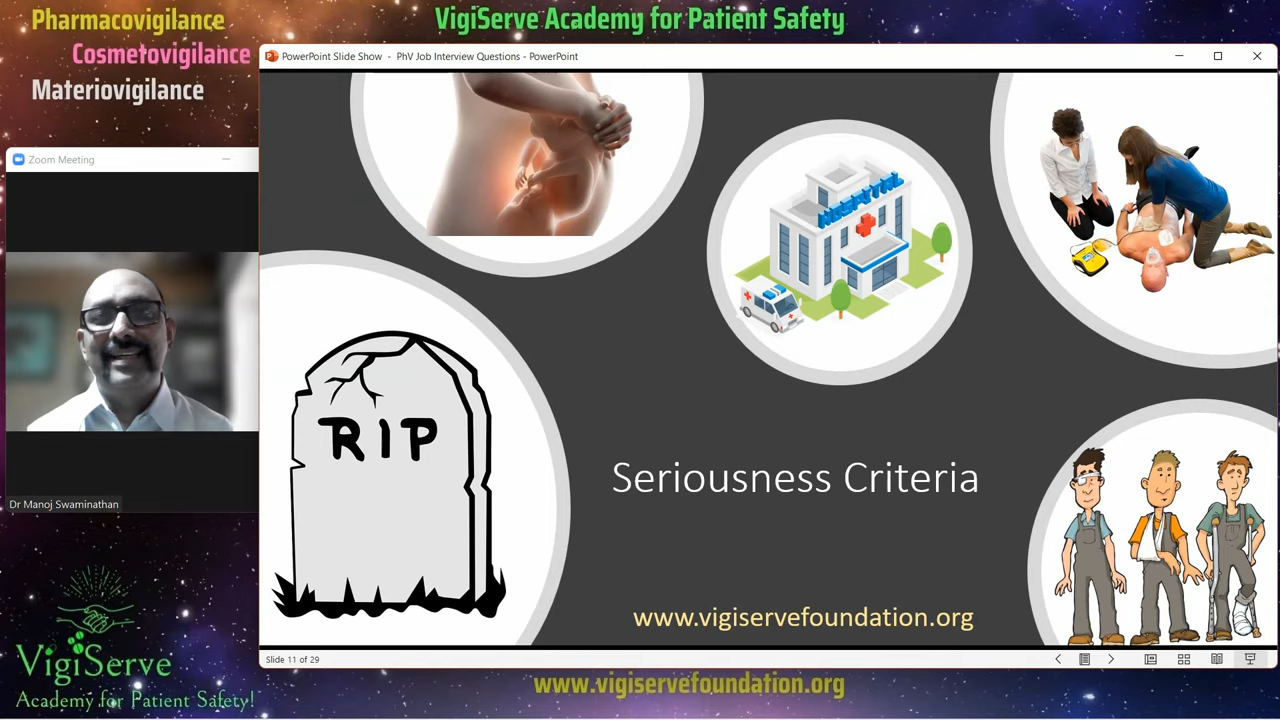 Pharmacovigilance
Cosmetovigilance
Materiovigilance
VigiServe Academy for Patient Safety
PowerPoint Slide Show - PhV Job Interview Questions - PowerPoint
Zoom Meeting
Dr Manoj Swaminathan
HOSPITAL
RIP
Seriousness Criteria
www.vigiservefoundation.org
Slide 11 of 29
VigiServe
Academy for Patient Safety!
www.vigiservefoundation.org